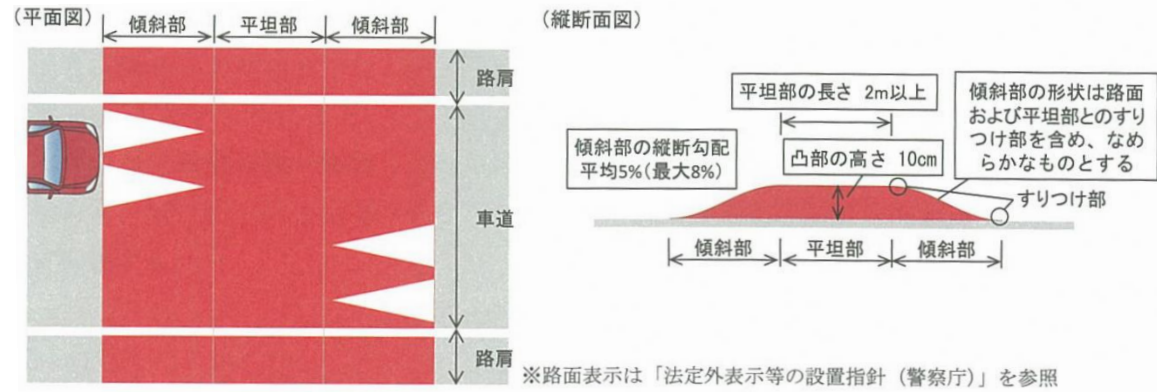 (平面図)
傾斜部
平坦部
傾斜部
路肩
車道
路肩
(縦断面図)
平坦部の長さ 2m以上
傾斜部の形状は路面
および平坦部とのすり
つけ部を含め、なめ
らかなものとする
傾斜部の縦断勾配
平均5%(最大8%)
凸部の高さ 10cm
すりつけ部
傾斜部
平坦部
傾斜部
※路面表示は「法定外表示等の設置指針(警察庁)」を参照